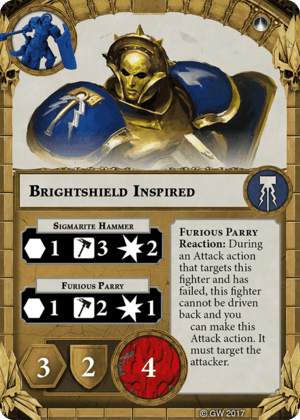 Brightshield Inspired
Sigmarite Hammer
1 3 2
Furious Parry
1 2 1
Furious Parry
Reaction: During
an Attack action
that targets this
fighter and has
failed, this fighter
cannot be driven
back and you
can make this
Attack action. It
must target the
attacker.
3 2 4
© GW 2017